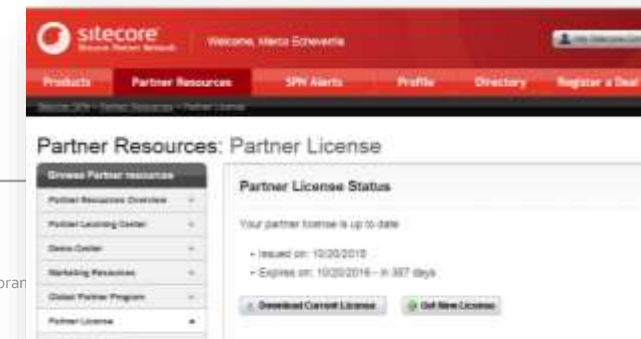 sitecore
Sitecore Partner Network
Welcome, Marco Echeverria
Products Partner Resources SPN Alerts Profile Directory Register a Deal
Partner Resources: Partner License
Browse Partner resources
Partner Resources Overview
Partner Learning Center
Demo Center
Marketing Resources
Global Partner Program
Partner License
Partner License Status
Your partner license is up to date
Issued on: 10/20/2015
Expires on: 10/20/2016 - in
days
Download Current License Get New License